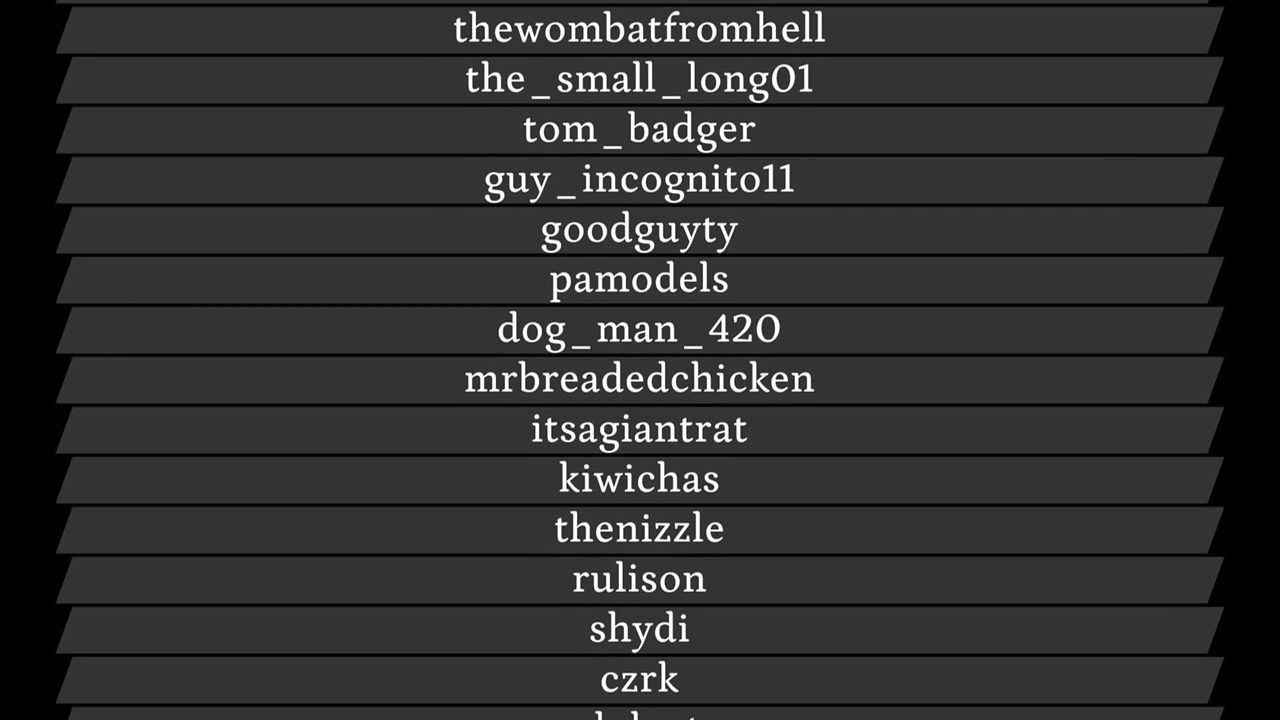 thewombatfromhell
the_small_long01
tom_badger
guy_incognito11
goodguyty
pamodels
dog_man_420
mrbreadedchicken
itsagiantrat
kiwichas
thenizzle
rulison
shydi
czrk